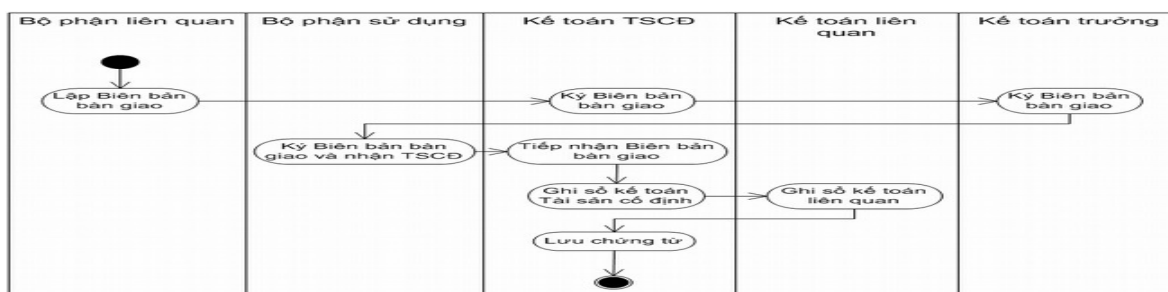 Bộ phận liên quan
Bộ phận sử dụng
Kế toán TSCĐ
Kế toán liên
quan
Kế toán trưởng
Lập Biên bản
bàn giao
Ký Biên bản
bàn giao
Ký Biên bản
bàn giao
Ký Biên bản bàn
giao và nhận TSCĐ
Tiếp nhận Biên bản
bàn giao
Ghi sổ kế toán
Tài sản cố định
Ghi sổ kế toán
liên quan
Lưu chứng từ